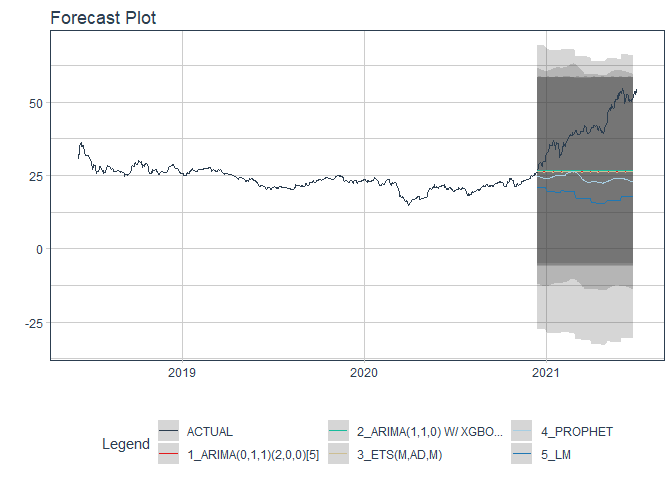 Forecast Plot
50
25
0
-25
2019 2020 2021
Legend
ACTUAL 2_ARIMA(1,1,0) W/ XGBO... 4_PROPHET
1_ARIMA(0,1,1)(2,0,0)[5] 3_ETS(M,AD,M) 5_LM